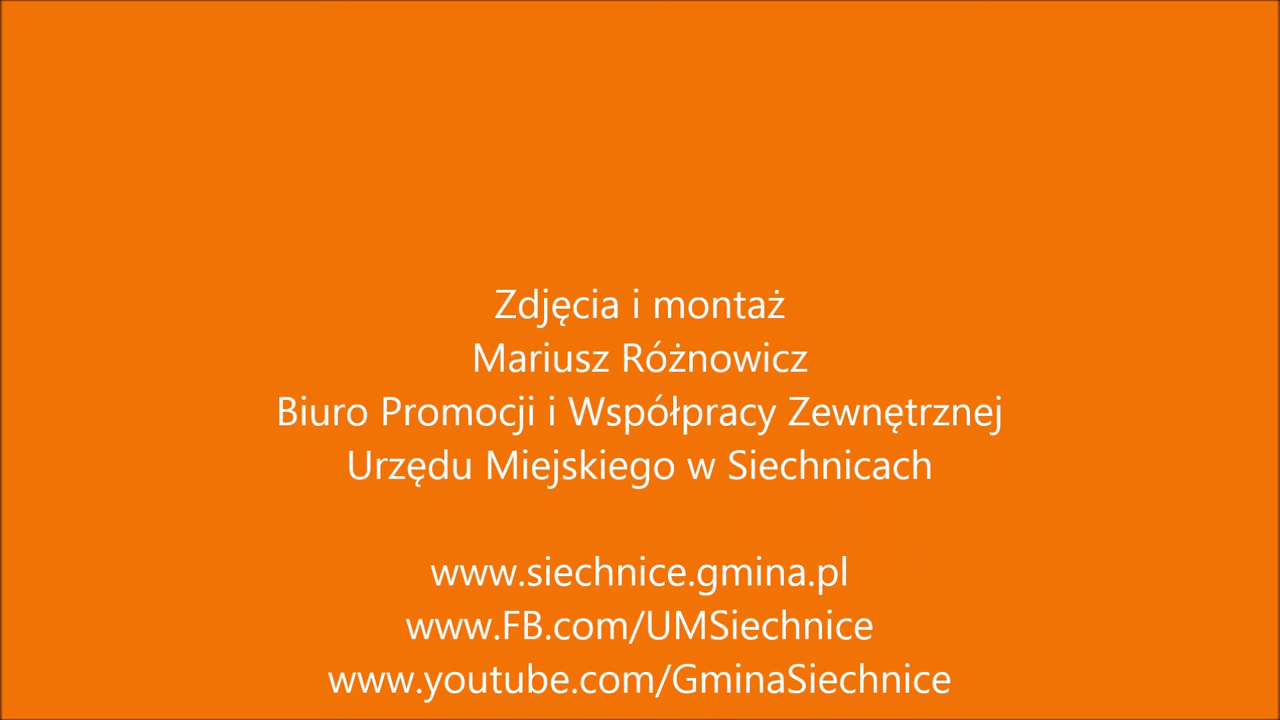 Zdjęcia i montaż
Mariusz Różnowicz
Biuro Promocji i Współpracy Zewnętrznej
Urzędu Miejskiego w Siechnicach
www.siechnice.gmina.pl
www.FB.com/UMSiechnice
www.youtube.com/GminaSiechnice